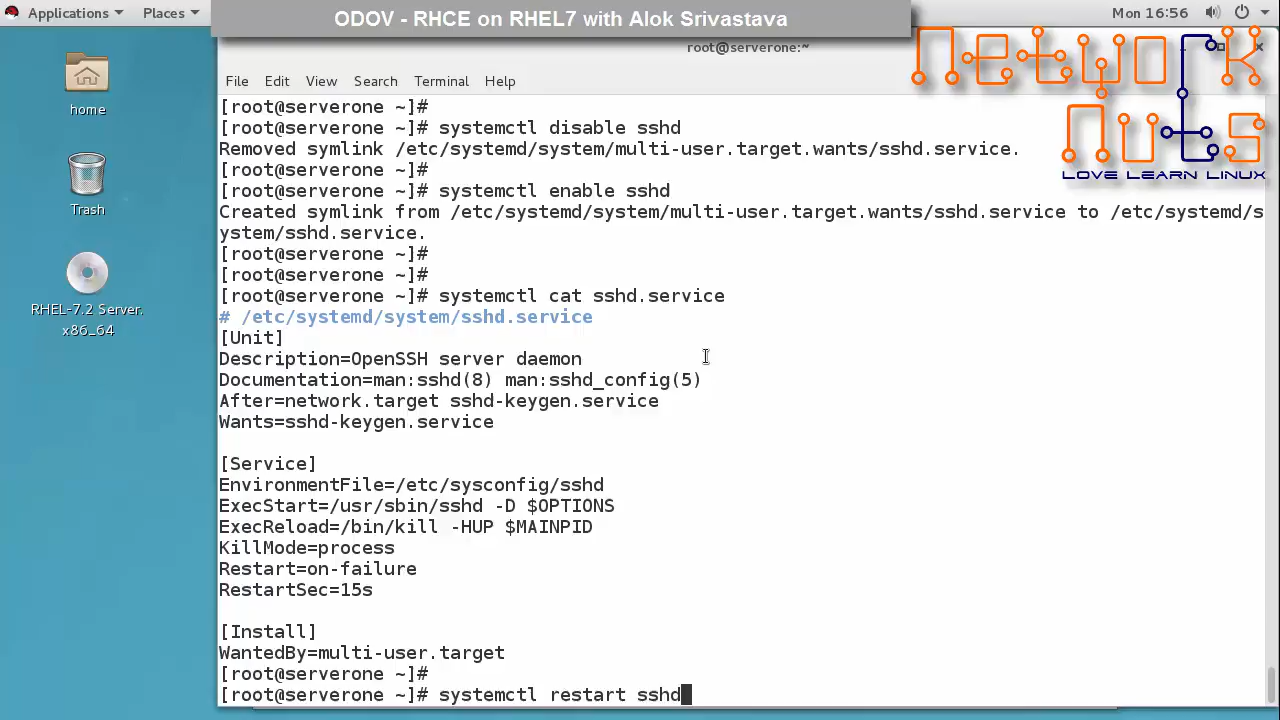 Applications Places
ODOV - RHCE on RHEL7 with Alok Srivastava
Mon 16:56
root@serverone:~
NETWORK
NUTS
LOVE LEARN LINUX
File Edit View Search Terminal Help
home
Trash
RHEL-7.2 Server.
x86_64
[root@serverone ~]#
[root@serverone ~]# systemctl disable sshd
Removed symlink /etc/systemd/system/multi-user.target.wants/sshd.service.
[root@serverone ~]#
[root@serverone ~]# systemctl enable sshd
Created symlink from /etc/systemd/system/multi-user.target.wants/sshd.service to /etc/systemd/s
ystem/sshd.service.
[root@serverone ~]#
[root@serverone ~]#
[root@serverone ~]# systemctl cat sshd.service
# /etc/systemd/system/sshd.service
[Unit]
Description=OpenSSH server daemon
Documentation=man:sshd(8) man:sshd_config(5)
After=network.target sshd-keygen.service
Wants=sshd-keygen.service
[Service]
EnvironmentFile=/etc/sysconfig/sshd
ExecStart=/usr/sbin/sshd -D $OPTIONS
ExecReload=/bin/kill -HUP $MAINPID
KillMode=process
Restart=on-failure
RestartSec=15s
[Install]
WantedBy=multi-user.target
[root@serverone ~]#
[root@serverone ~]# systemctl restart sshd